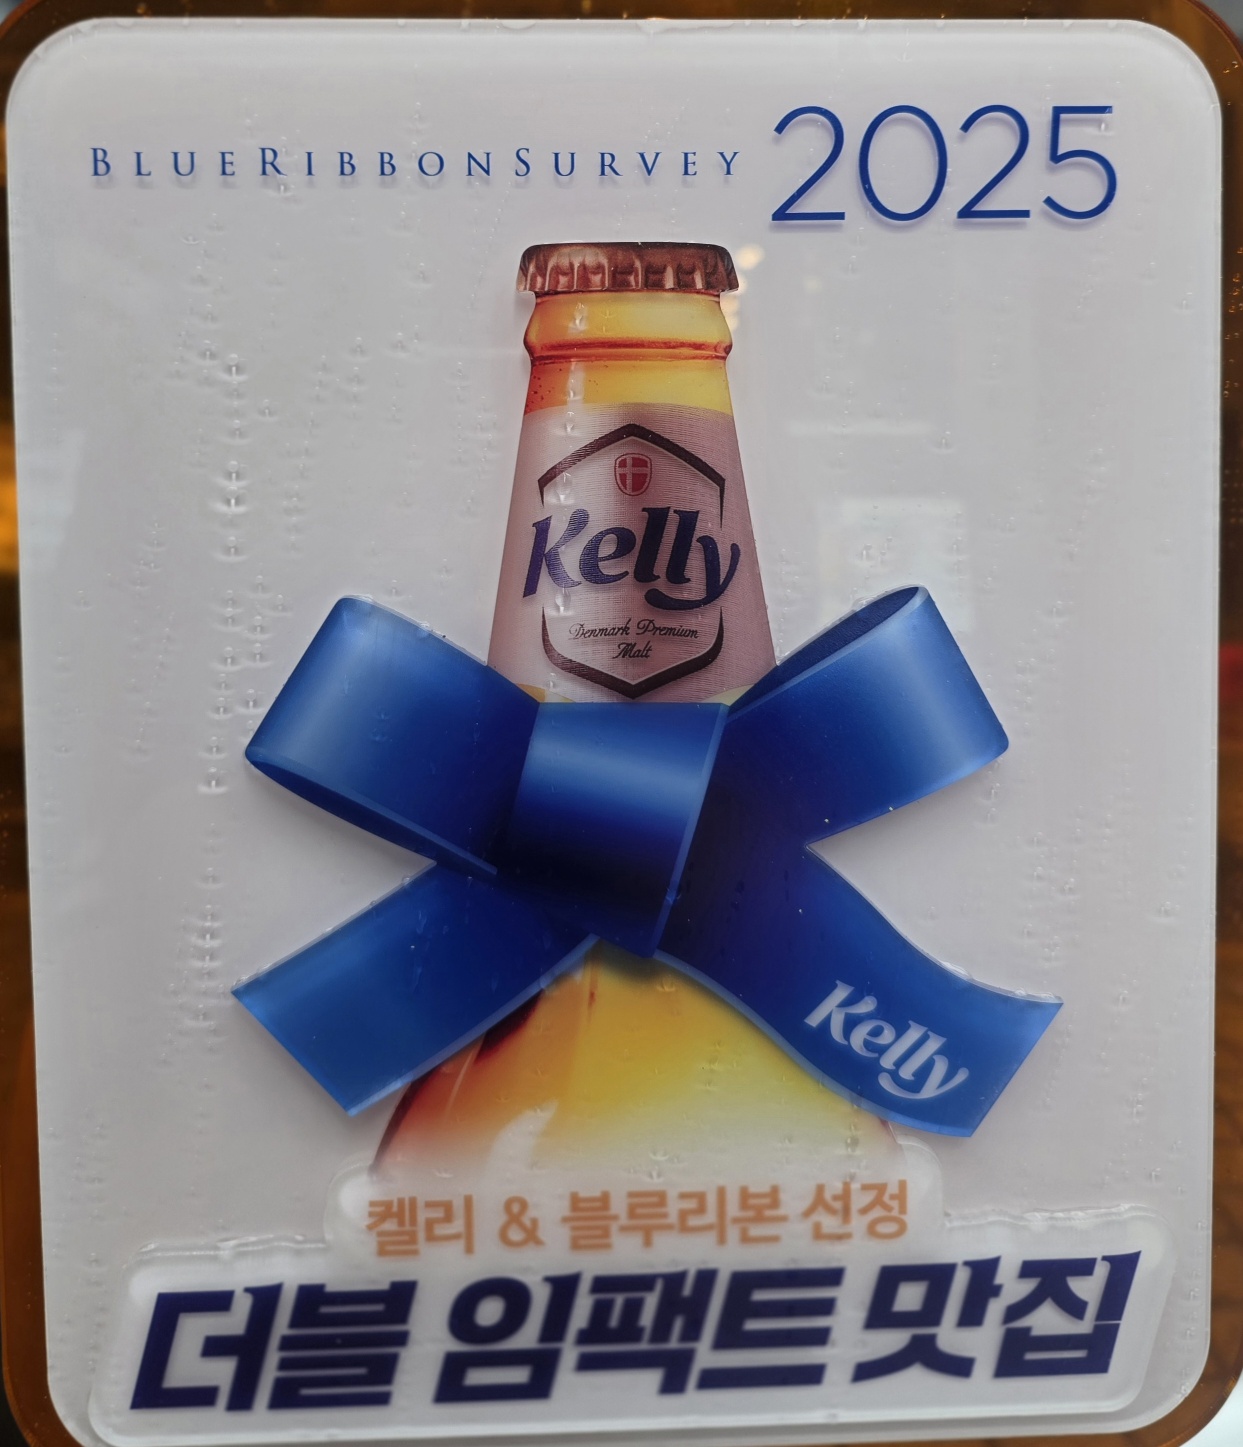 BLUERIBBONSURVEY 2025
Kelly
Denmark Premium
Malt
Kelly
켈리 & 블루리본 선정
더블 임팩트 맛집